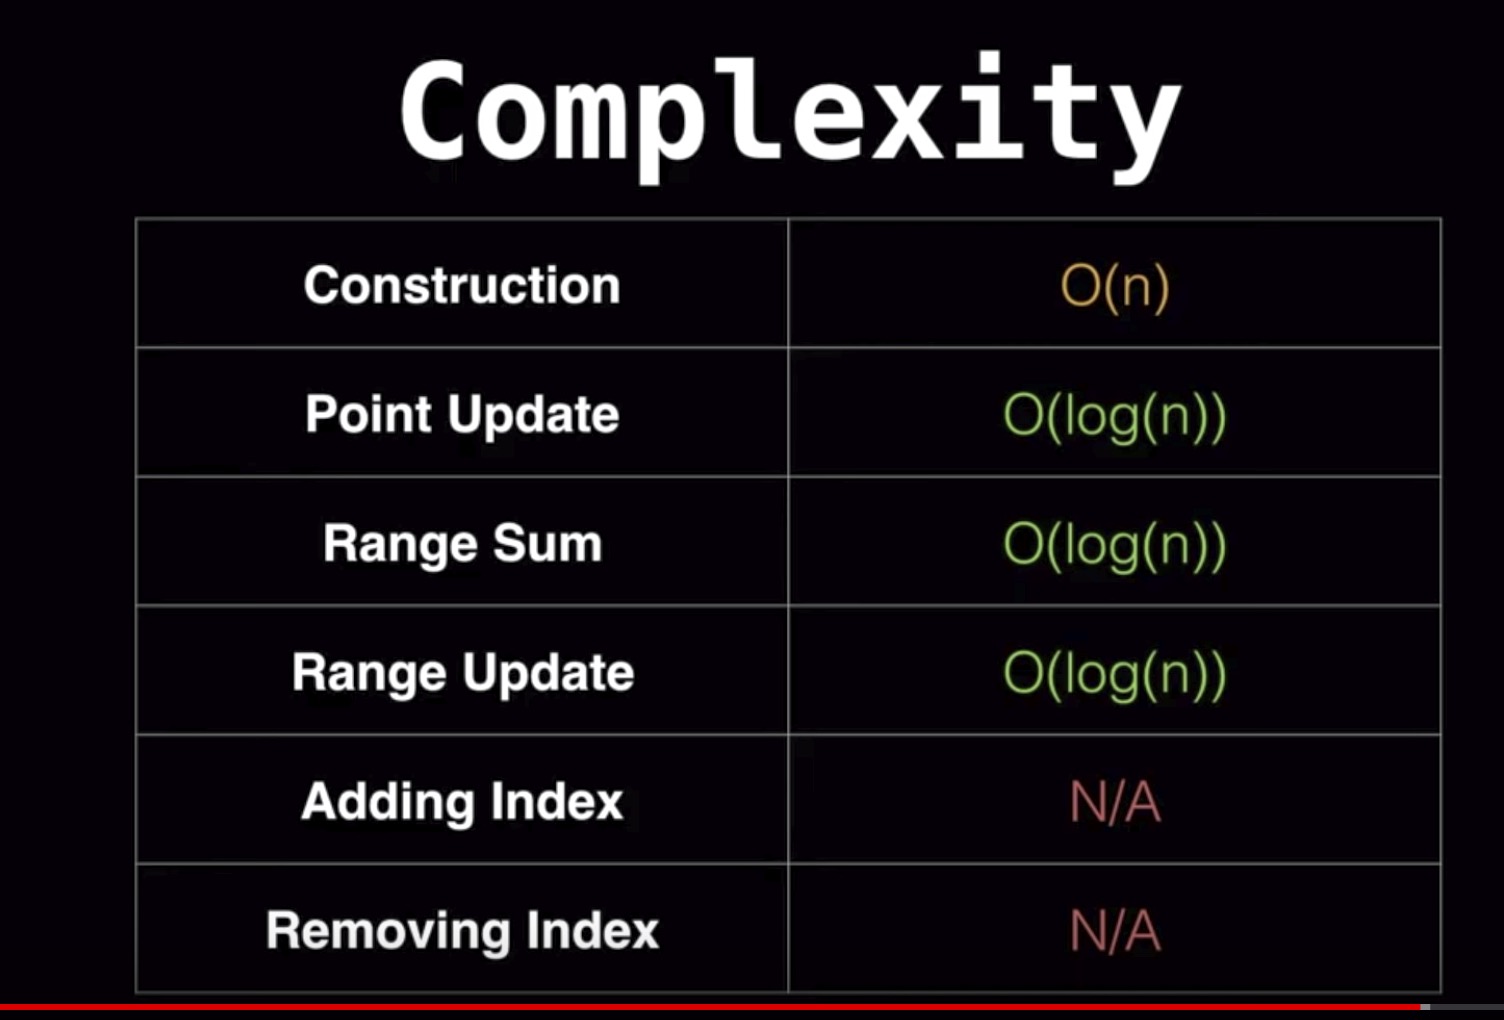 Complexity
Construction O(n)
Point Update O(log(n))
Range Sum O(log(n))
Range Update O(log(n))
Adding Index N/A
Removing Index N/A